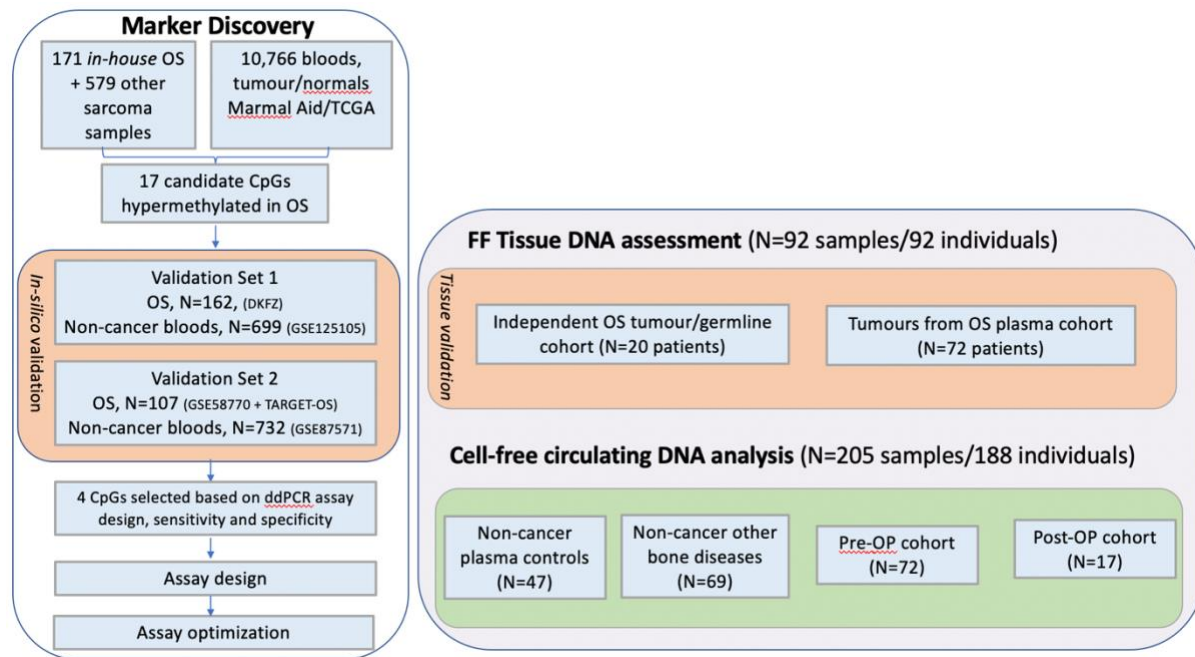 Marker Discovery
171 in-house OS
+ 579 other
sarcoma
samples
10,766 bloods,
tumour/normals
Marmal Aid/TCGA
17 candidate CpGs
hypermethylated in OS
In-silico validation
Validation Set 1
OS, N=162, (DKFZ)
Non-cancer bloods, N=699 (GSE125105)
Validation Set 2
OS, N=107 (GSE58770 + TARGET-OS)
Non-cancer bloods, N=732 (GSE87571)
4 CpGs selected based on ddPCR assay
design, sensitivity and specificity
Assay design
Assay optimization
FF Tissue DNA assessment (N=92 samples/92 individuals)
Tissue validation
Independent OS tumour/germline
cohort (N=20 patients)
Tumours from OS plasma cohort
(N=72 patients)
Cell-free circulating DNA analysis (N=205 samples/188 individuals)
Non-cancer
plasma controls
(N=47)
Non-cancer other
bone diseases
(N=69)
Pre-OP cohort
(N=72)
Post-OP cohort
(N=17)